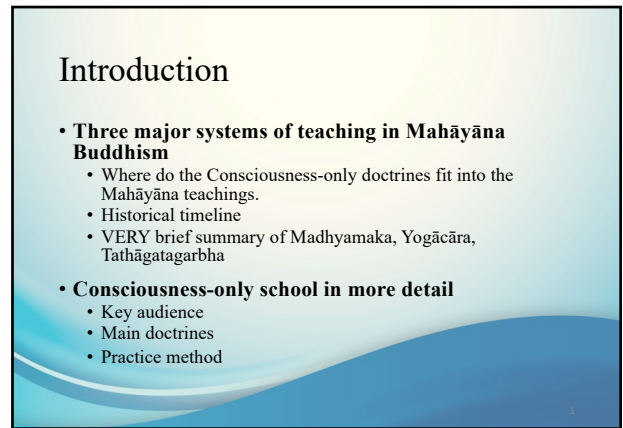 Introduction
• Three major systems of teaching in Mahāyāna
Buddhism
• Where do the Consciousness-only doctrines fit into the
Mahāyāna teachings.
• Historical timeline
• VERY brief summary of Madhyamaka, Yogācāra,
Tathāgatagarbha
• Consciousness-only school in more detail
• Key audience
• Main doctrines
• Practice method
1